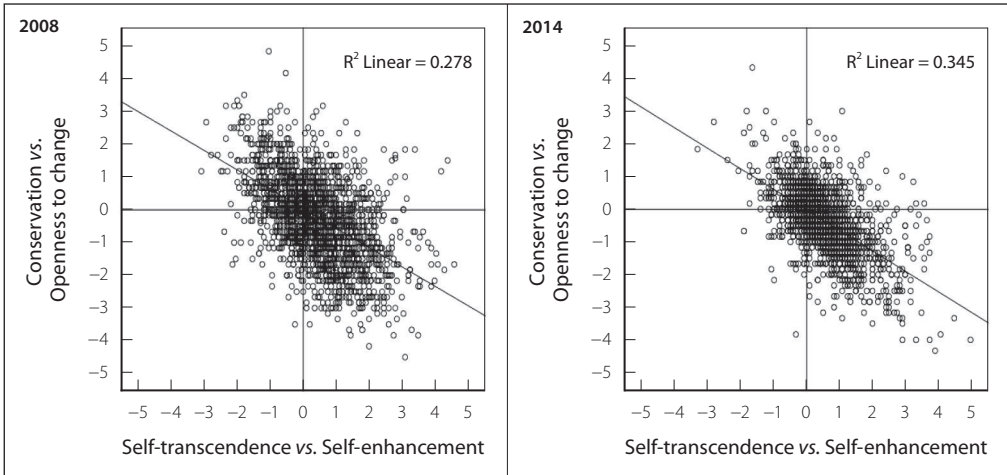 2008
R² Linear = 0.278
Conservation vs.
Openness to change
5
4
3
2
1
0
−1
−2
−3
−4
−5
−5 −4 −3 −2 −1 0 1 2 3 4 5
Self-transcendence vs. Self-enhancement
2014
R² Linear = 0.345
Conservation vs.
Openness to change
5
4
3
2
1
0
−1
−2
−3
−4
−5
−5 −4 −3 −2 −1 0 1 2 3 4 5
Self-transcendence vs. Self-enhancement